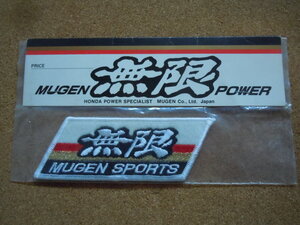 PRICE
MUGEN 無限 POWER
HONDA POWER SPECIALIST MUGEN Co., Ltd. Japan
無限
MUGEN SPORTS